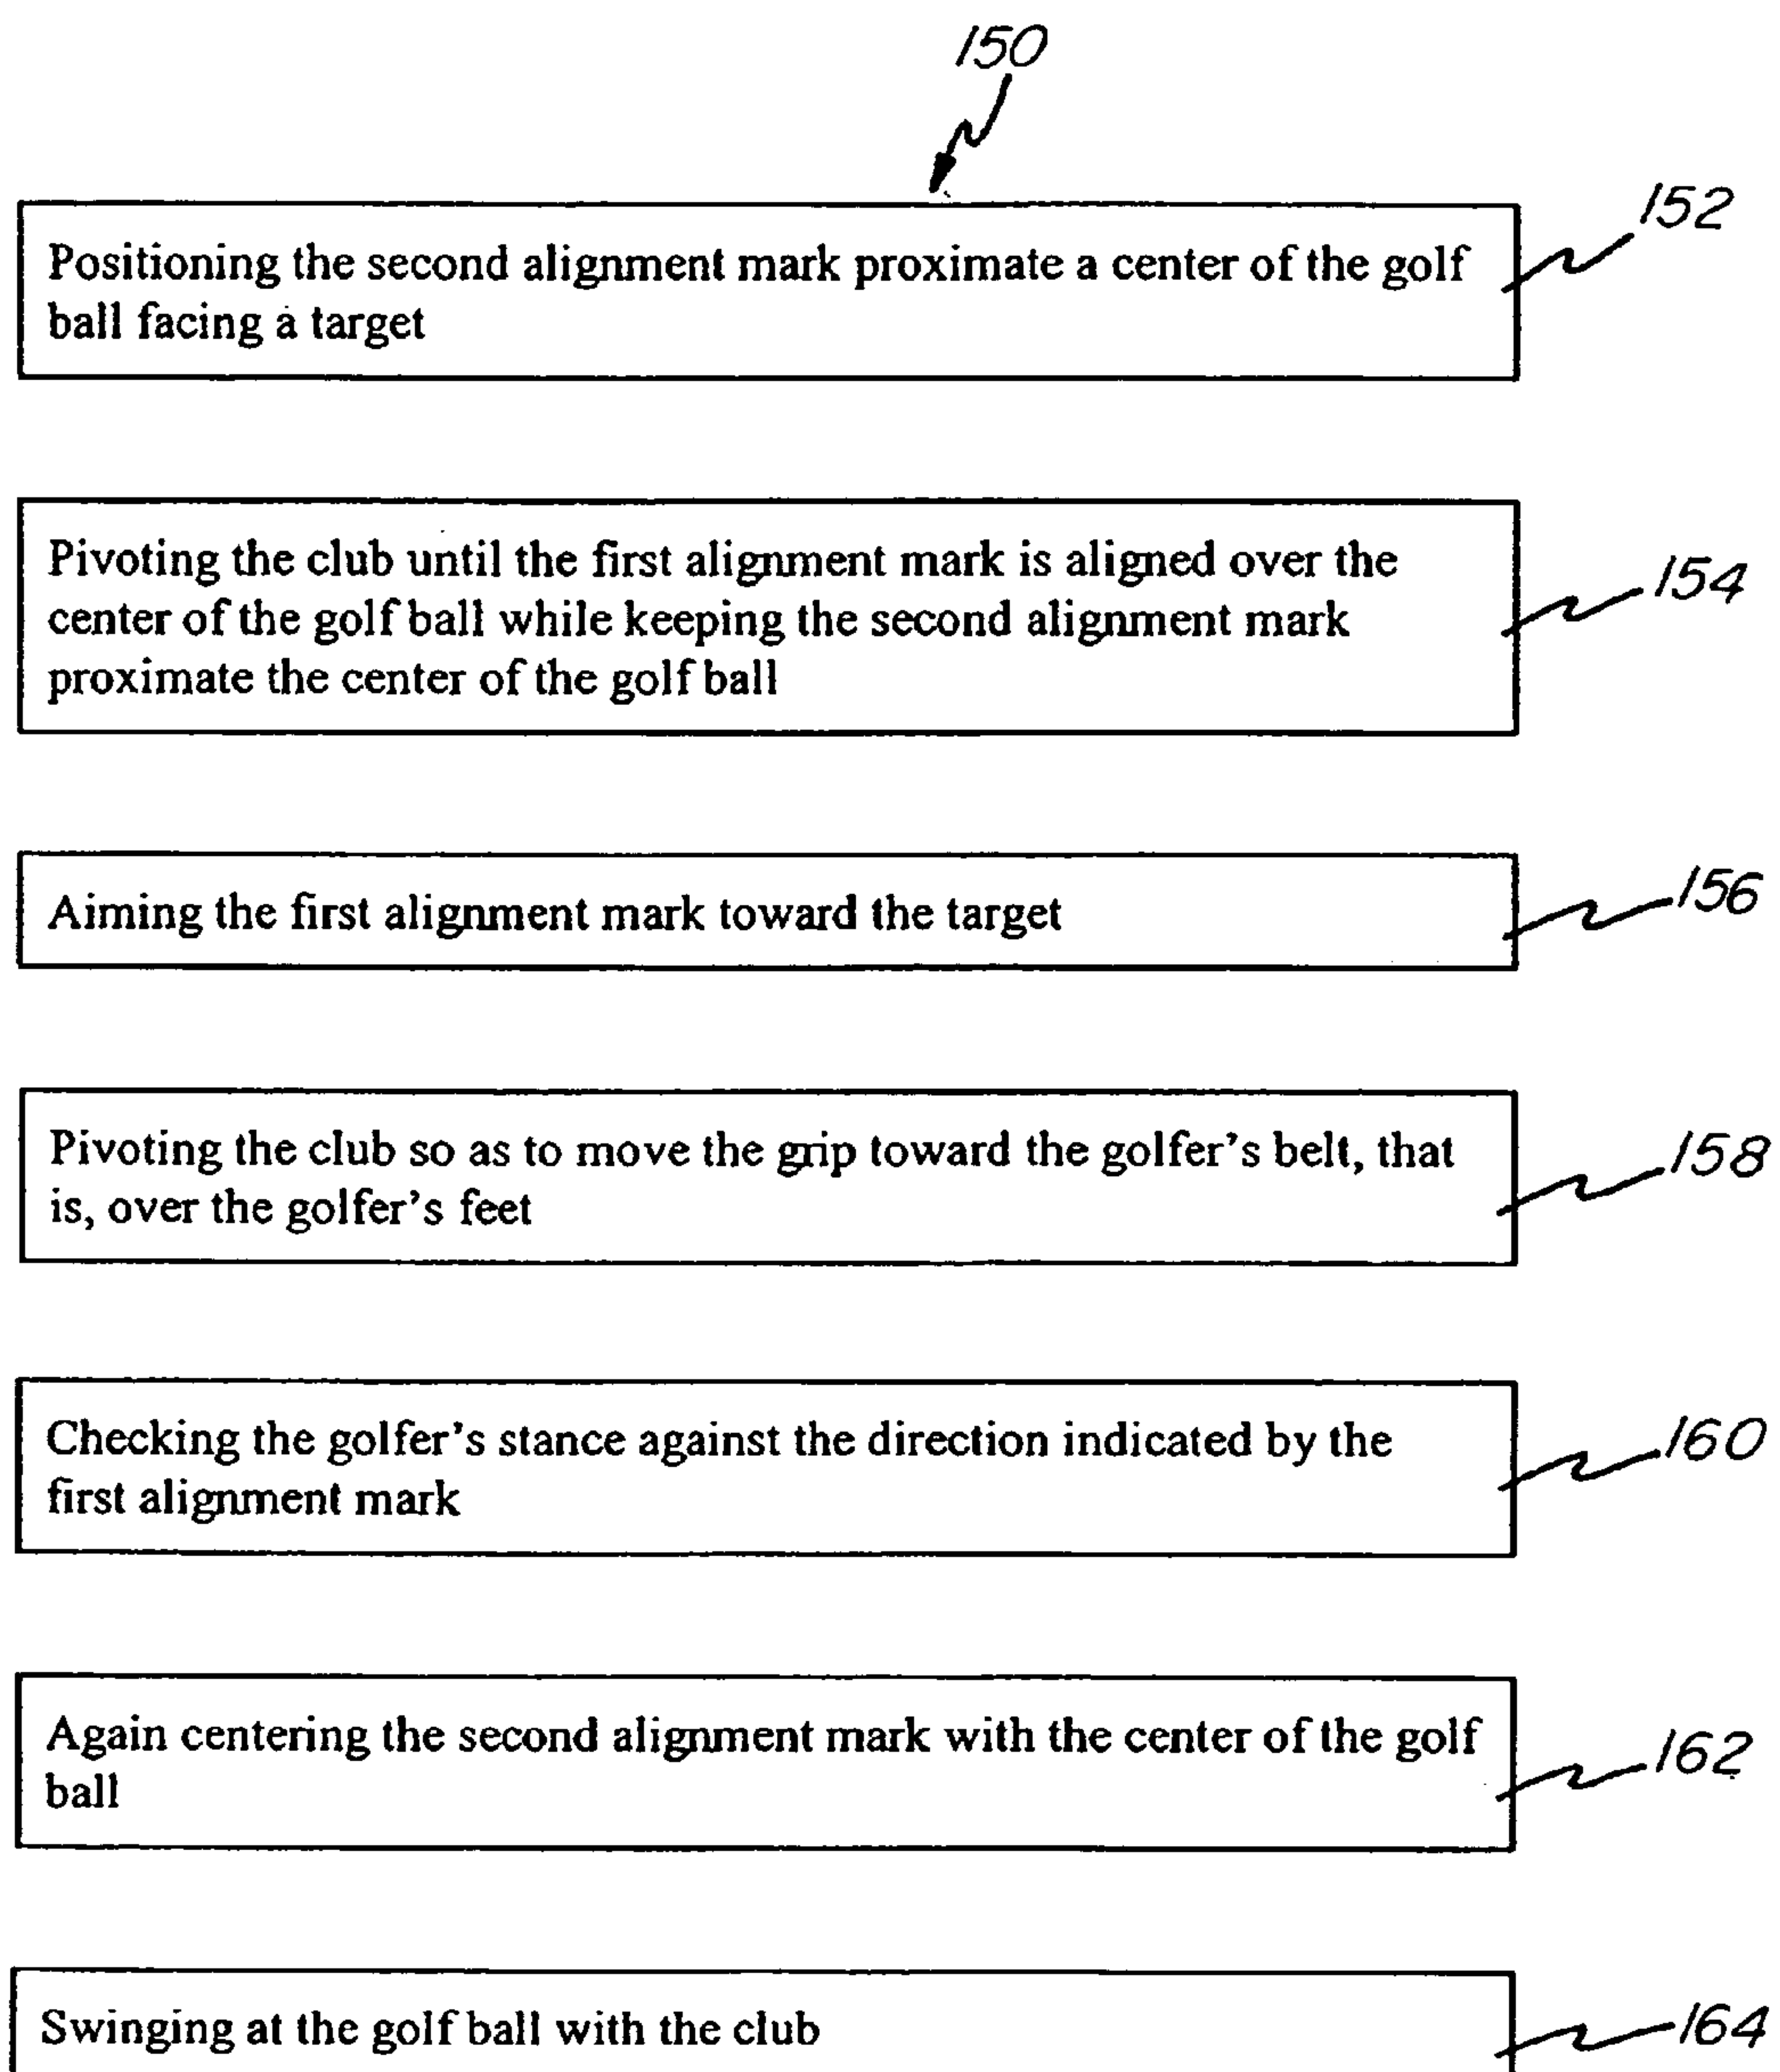 150
152
Positioning the second alignment mark proximate a center of the golf
ball facing a target
154
Pivoting the club until the first alignment mark is aligned over the
center of the golf ball while keeping the second alignment mark
proximate the center of the golf ball
156
Aiming the first alignment mark toward the target
158
Pivoting the club so as to move the grip toward the golfer's belt, that
is, over the golfer's feet
160
Checking the golfer's stance against the direction indicated by the
first alignment mark
162
Again centering the second alignment mark with the center of the golf
ball
164
Swinging at the golf ball with the club